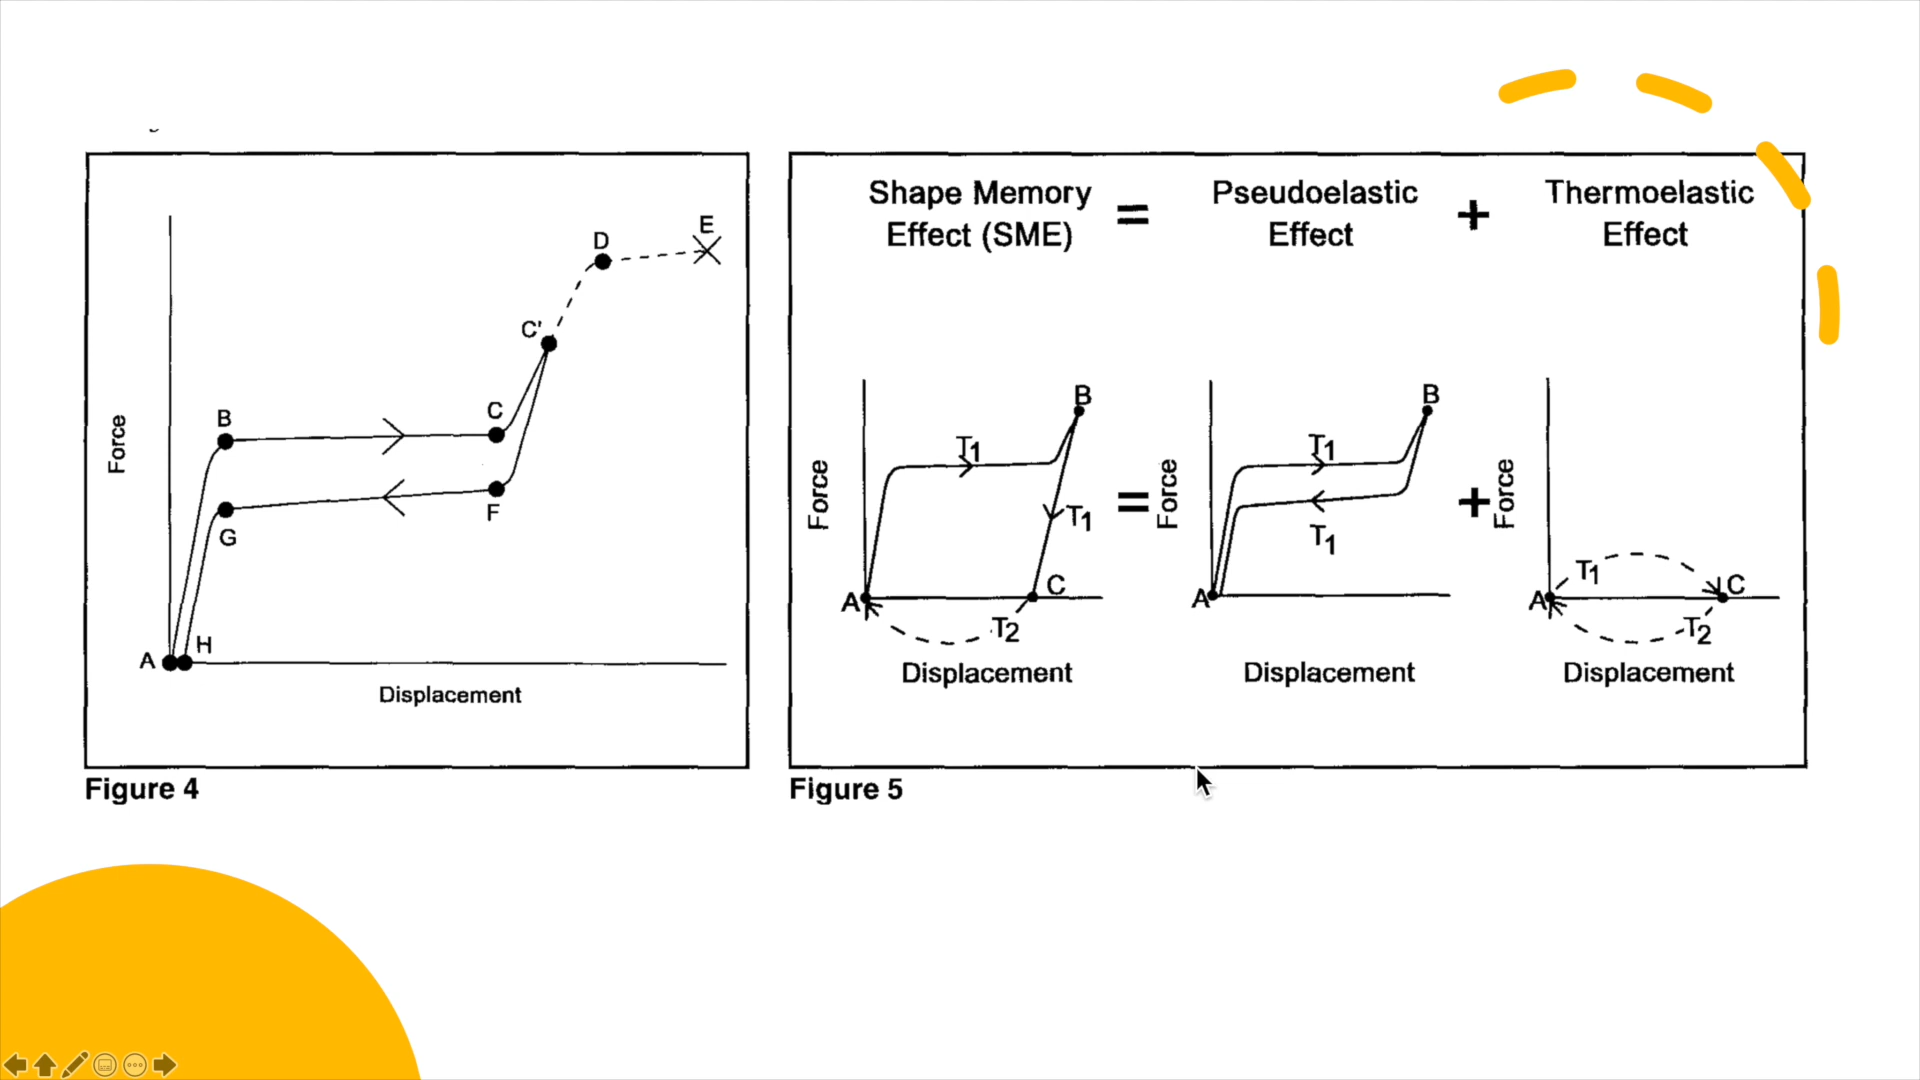 E
D
C'
B
C
F
G
H
A
Force
Displacement
Figure 4
Shape Memory
Effect (SME)
=
Pseudoelastic
Effect
+
Thermoelastic
Effect
B
T1
T1
Force
A
C
T2
Displacement
=
B
T1
T1
Force
A
Displacement
+
Force
T1
A
C
T2
Displacement
Figure 5